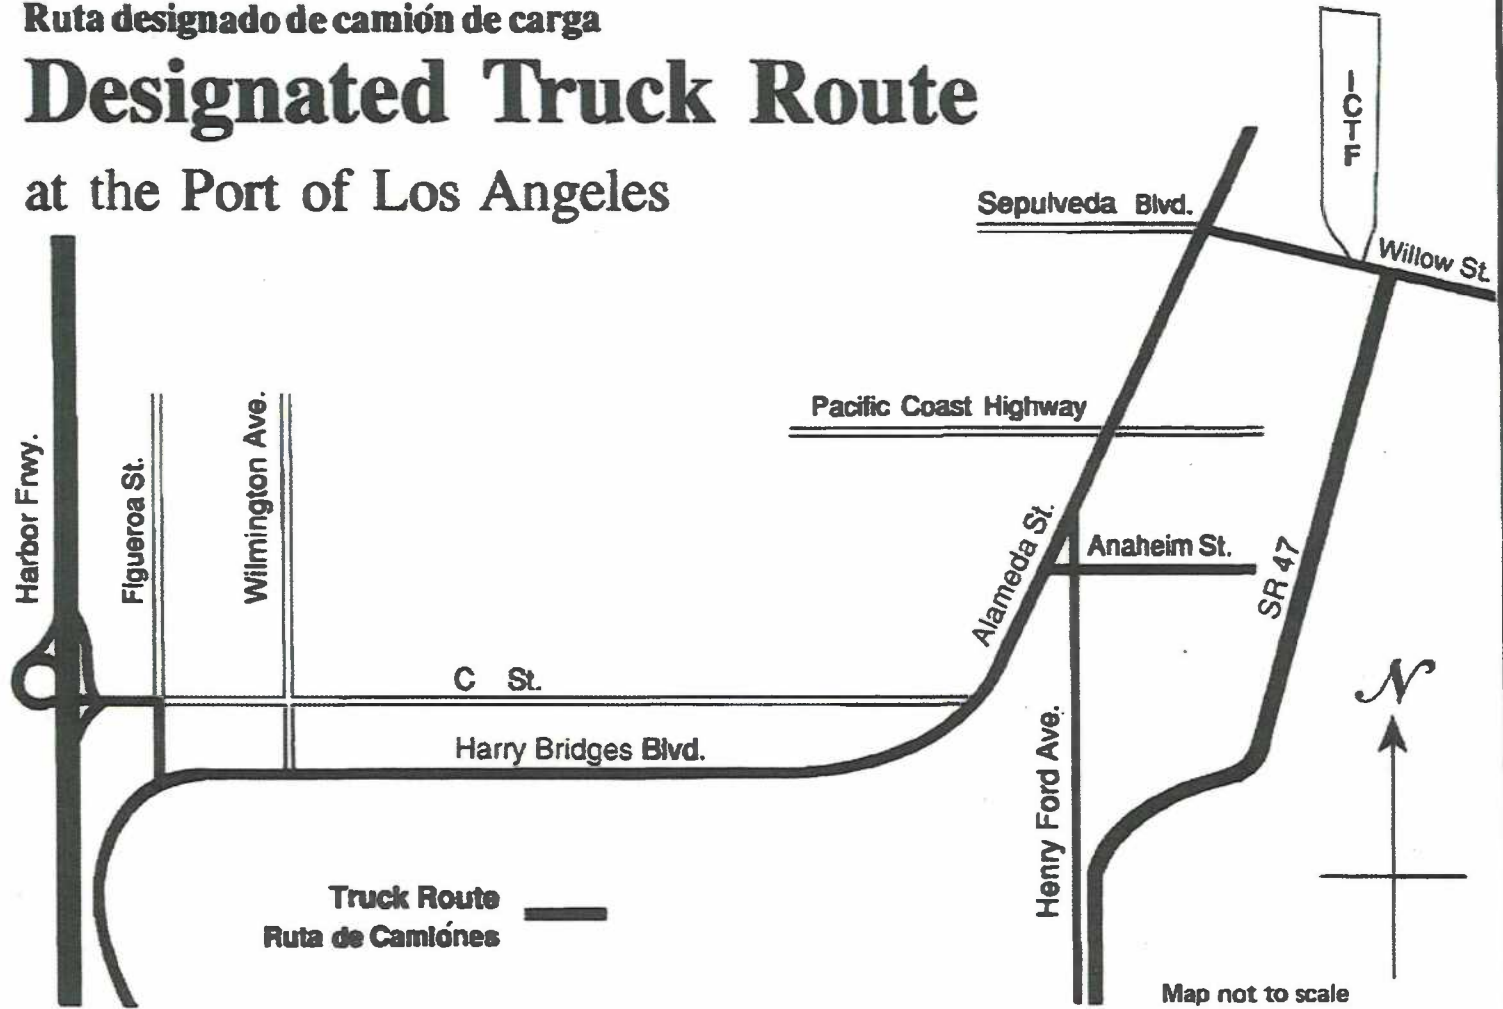 Ruta designado de camión de carga
Designated Truck Route
at the Port of Los Angeles
ICTF
Sepulveda Blvd.
Willow St.
Pacific Coast Highway
Harbor Frwy.
Figueroa St.
Wilmington Ave.
Alameda St.
Anaheim St.
SR 47
C St.
Harry Bridges Blvd.
Henry Ford Ave.
N
Truck Route
Ruta de Camiónes
Map not to scale